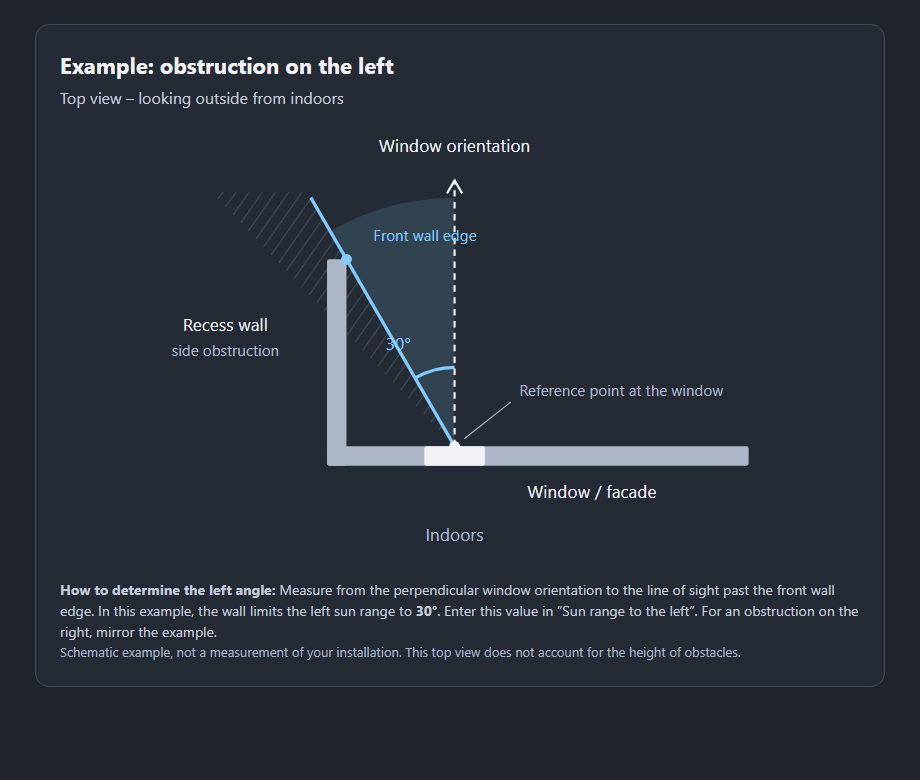 Example: obstruction on the left
Top view – looking outside from indoors
Window orientation
Front wall edge
Recess wall
side obstruction
30°
Reference point at the window
Window / facade
Indoors
How to determine the left angle: Measure from the perpendicular window orientation to the line of sight past the front wall
edge. In this example, the wall limits the left sun range to 30°. Enter this value in “Sun range to the left”. For an obstruction on the
right, mirror the example.
Schematic example, not a measurement of your installation. This top view does not account for the height of obstacles.